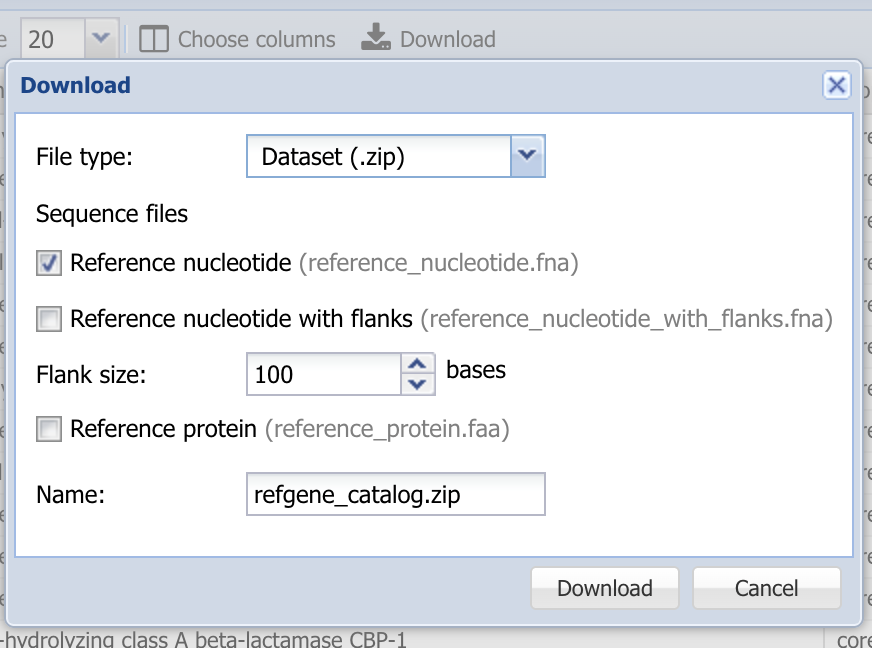 20 Choose columns Download
Download
File type: Dataset (.zip)
Sequence files
Reference nucleotide (reference_nucleotide.fna)
Reference nucleotide with flanks (reference_nucleotide_with_flanks.fna)
Flank size: 100 bases
Reference protein (reference_protein.faa)
Name: refgene_catalog.zip
Download Cancel
-hydrolyzing class A beta-lactamase CBP-1 core